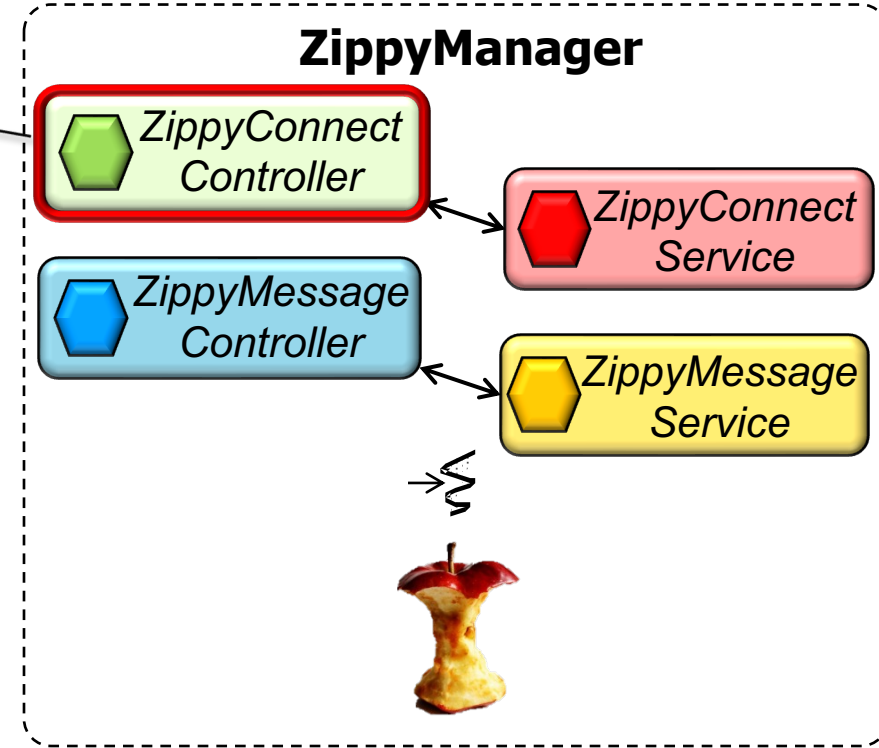 ZippyManager
ZippyConnect
Controller
ZippyConnect
Service
ZippyMessage
Controller
ZippyMessage
Service